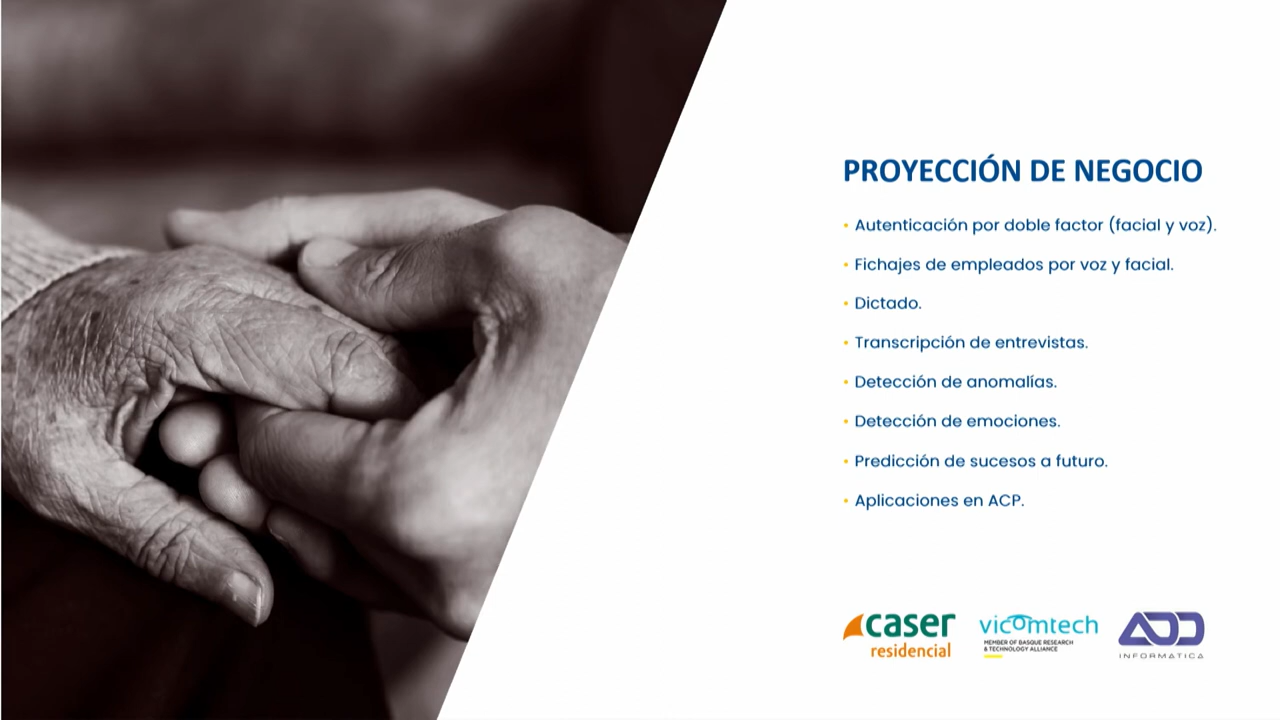 PROYECCIÓN DE NEGOCIO
• Autenticación por doble factor (facial y voz).
• Fichajes de empleados por voz y facial.
• Dictado.
• Transcripción de entrevistas.
• Detección de anomalías.
• Detección de emociones.
• Predicción de sucesos a futuro.
• Aplicaciones en ACP.
caser
residencial
vicomtech
MEMBER OF BASQUE RESEARCH
& TECHNOLOGY ALLIANCE
ADD
INFORMATICA